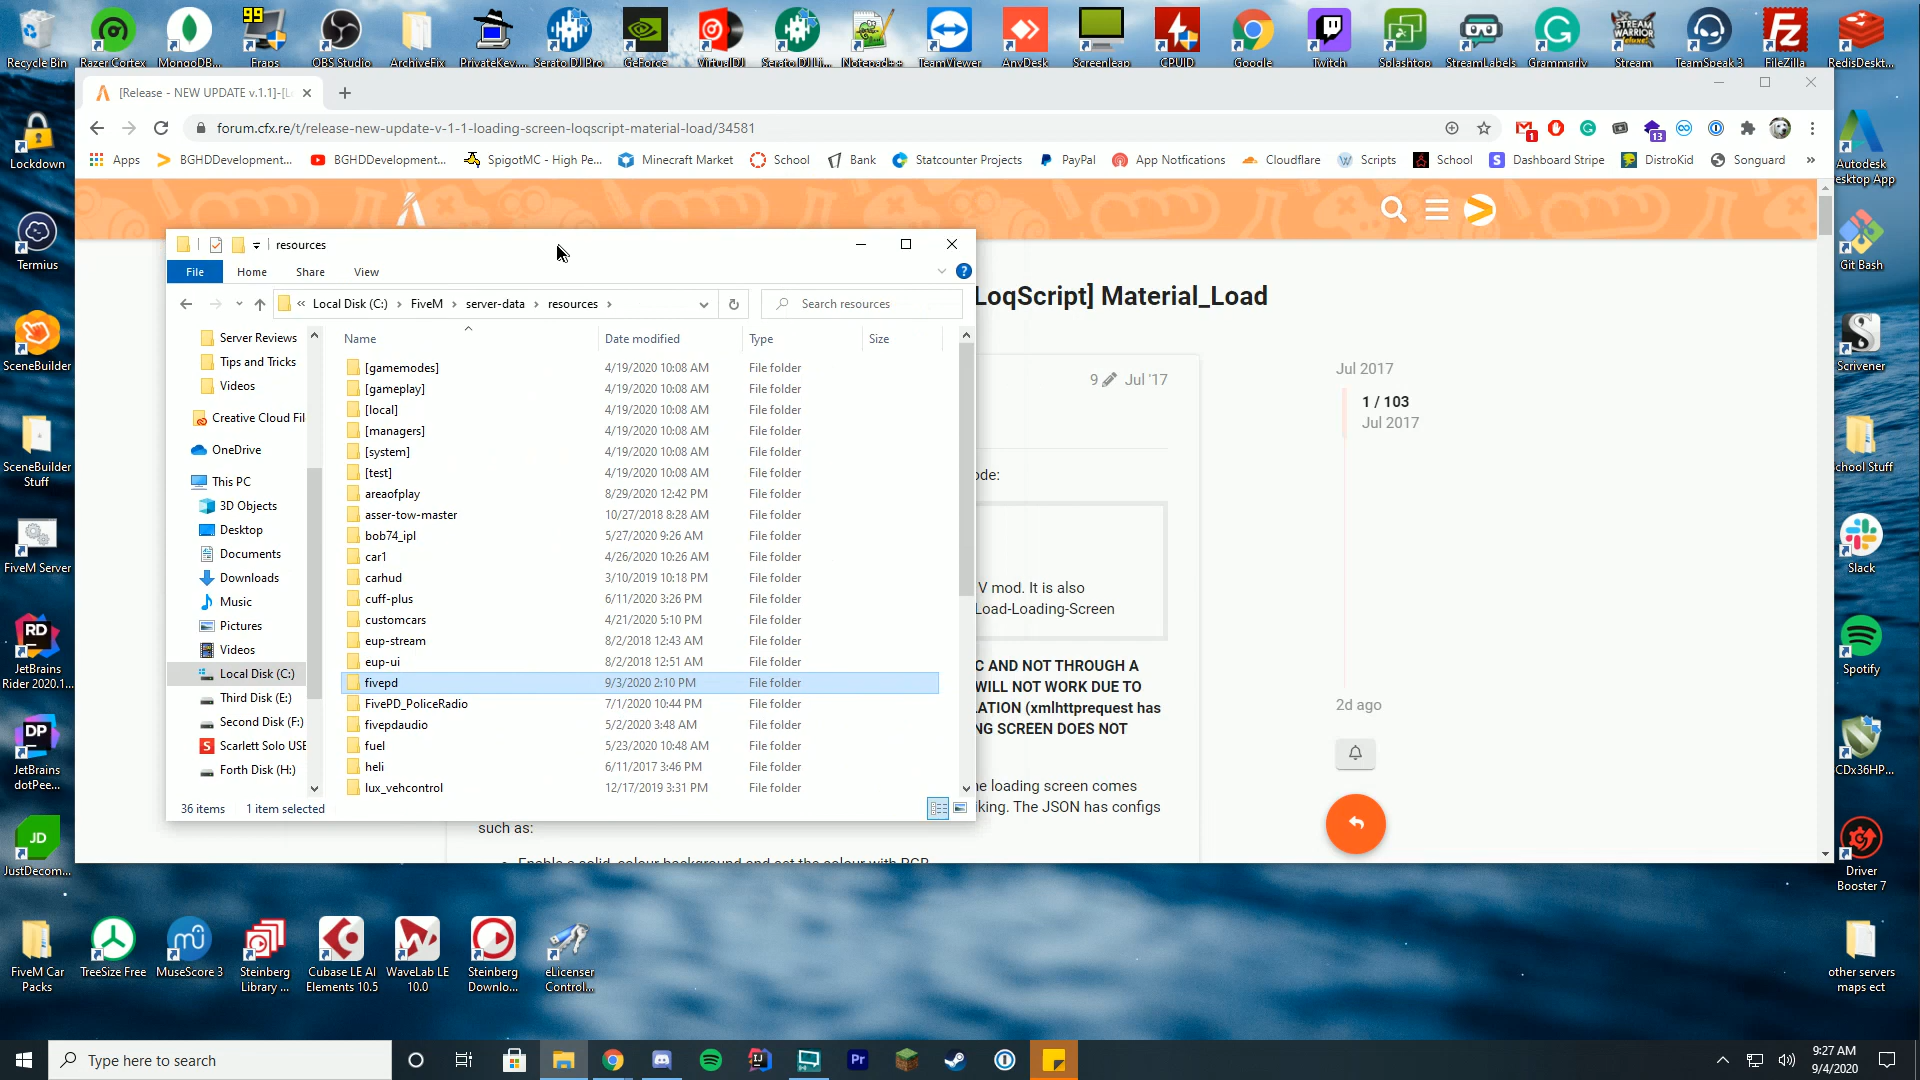 Recycle Bin
Razer Cortex
MongoDB...
99
Fraps
OBS Studio
ArchiveFix
PrivateKey....
Serato DJ Pro
GeForce
VirtualDJ
Serato DJ Li...
Notepad++
TeamViewer
AnyDesk
Screenleap
CPUID
Google
Twitch
Splashtop
StreamLabels
Grammarly
Stream
TeamSpeak 3
FileZilla
RedisDeskt...
[Release - NEW UPDATE v.1.1]-[L
forum.cfx.re/t/release-new-update-v-1-1-loading-screen-loqscript-material-load/34581
1
13
Apps
BGHDDevelopment...
BGHDDevelopment...
SpigotMC - High Pe...
Minecraft Market
School
Bank
Statcounter Projects
PayPal
App Notfications
Cloudflare
Scripts
School
Dashboard Stripe
DistroKid
Songuard
»
resources
File
Home
Share
View
« Local Disk (C:) › FiveM › server-data › resources ›
Search resources
Name
Date modified
Type
Size
Server Reviews
Tips and Tricks
Videos
Creative Cloud Fil
OneDrive
This PC
3D Objects
Desktop
Documents
Downloads
Music
Pictures
Videos
Local Disk (C:)
Third Disk (E:)
Second Disk (F:)
Scarlett Solo USE
Forth Disk (H:)
[gamemodes] 4/19/2020 10:08 AM File folder
[gameplay] 4/19/2020 10:08 AM File folder
[local] 4/19/2020 10:08 AM File folder
[managers] 4/19/2020 10:08 AM File folder
[system] 4/19/2020 10:08 AM File folder
[test] 4/19/2020 10:08 AM File folder
areaofplay 8/29/2020 12:42 PM File folder
asser-tow-master 10/27/2018 8:28 AM File folder
bob74_ipl 5/27/2020 9:26 AM File folder
car1 4/26/2020 10:26 AM File folder
carhud 3/10/2019 10:18 PM File folder
cuff-plus 6/11/2020 3:26 PM File folder
customcars 4/21/2020 5:10 PM File folder
eup-stream 8/2/2018 12:43 AM File folder
eup-ui 8/2/2018 12:51 AM File folder
fivepd 9/3/2020 2:10 PM File folder
FivePD_PoliceRadio 7/1/2020 10:44 PM File folder
fivepdaudio 5/2/2020 3:48 AM File folder
fuel 5/23/2020 10:48 AM File folder
heli 6/11/2017 3:46 PM File folder
lux_vehcontrol 12/17/2019 3:31 PM File folder
36 items
1 item selected
LoqScript] Material_Load
9
Jul '17
ode:
V mod. It is also
Load-Loading-Screen
C AND NOT THROUGH A
WILL NOT WORK DUE TO
ATION (xmlhttprequest has
NG SCREEN DOES NOT
ne loading screen comes
iking. The JSON has configs
such as:
Enable a solid, colour background and set the colour with RGB
Jul 2017
1 / 103
Jul 2017
2d ago
Lockdown
Termius
SceneBuilder
SceneBuilder
Stuff
FiveM Server
RD
JetBrains
Rider 2020.1...
DP
JetBrains
dotPee...
JD
JustDecom...
Autodesk
esktop App
Git Bash
Scrivener
chool Stuff
Slack
Spotify
CDx36HP...
Driver
Booster 7
other servers
maps ect
FiveM Car
Packs
TreeSize Free
MuseScore 3
Steinberg
Library ...
Cubase LE AI
Elements 10.5
WaveLab LE
10.0
Steinberg
Downlo...
eLicenser
Control...
Type here to search
Pr
9:27 AM
9/4/2020